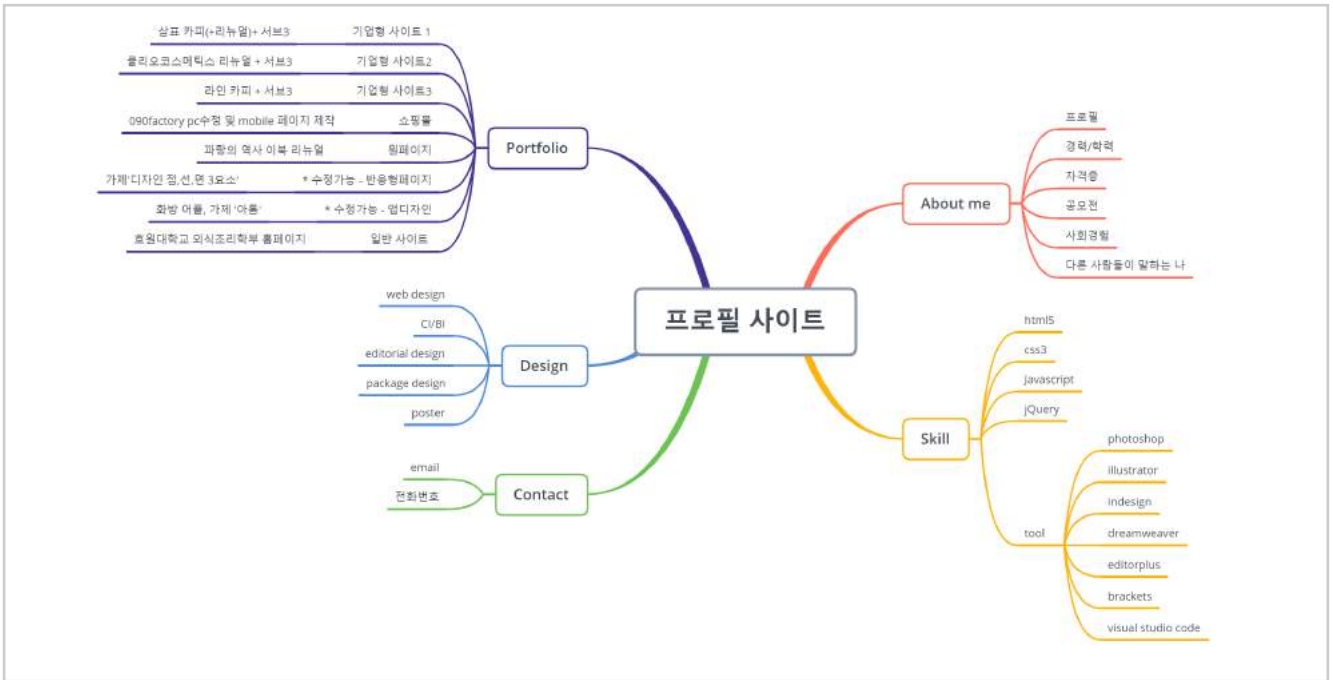 프로필 사이트
Portfolio
기업형 사이트 1
삼표 카피(+리뉴얼)+ 서브3
기업형 사이트2
클리오코스메틱스 리뉴얼 + 서브3
기업형 사이트3
라인 카피 + 서브3
쇼핑몰
090factory pc수정 및 mobile 페이지 제작
원페이지
파랑의 역사 이북 리뉴얼
* 수정가능 - 반응형페이지
가제'디자인 점,선,면 3요소'
* 수정가능 - 앱디자인
화방 어플, 가제 '아롬'
일반 사이트
호원대학교 외식조리학부 홈페이지
Design
web design
CI/BI
editorial design
package design
poster
Contact
email
전화번호
About me
프로필
경력/학력
자격증
공모전
사회경험
다른 사람들이 말하는 나
Skill
html5
css3
javascript
jQuery
tool
photoshop
illustrator
indesign
dreamweaver
editorplus
brackets
visual studio code